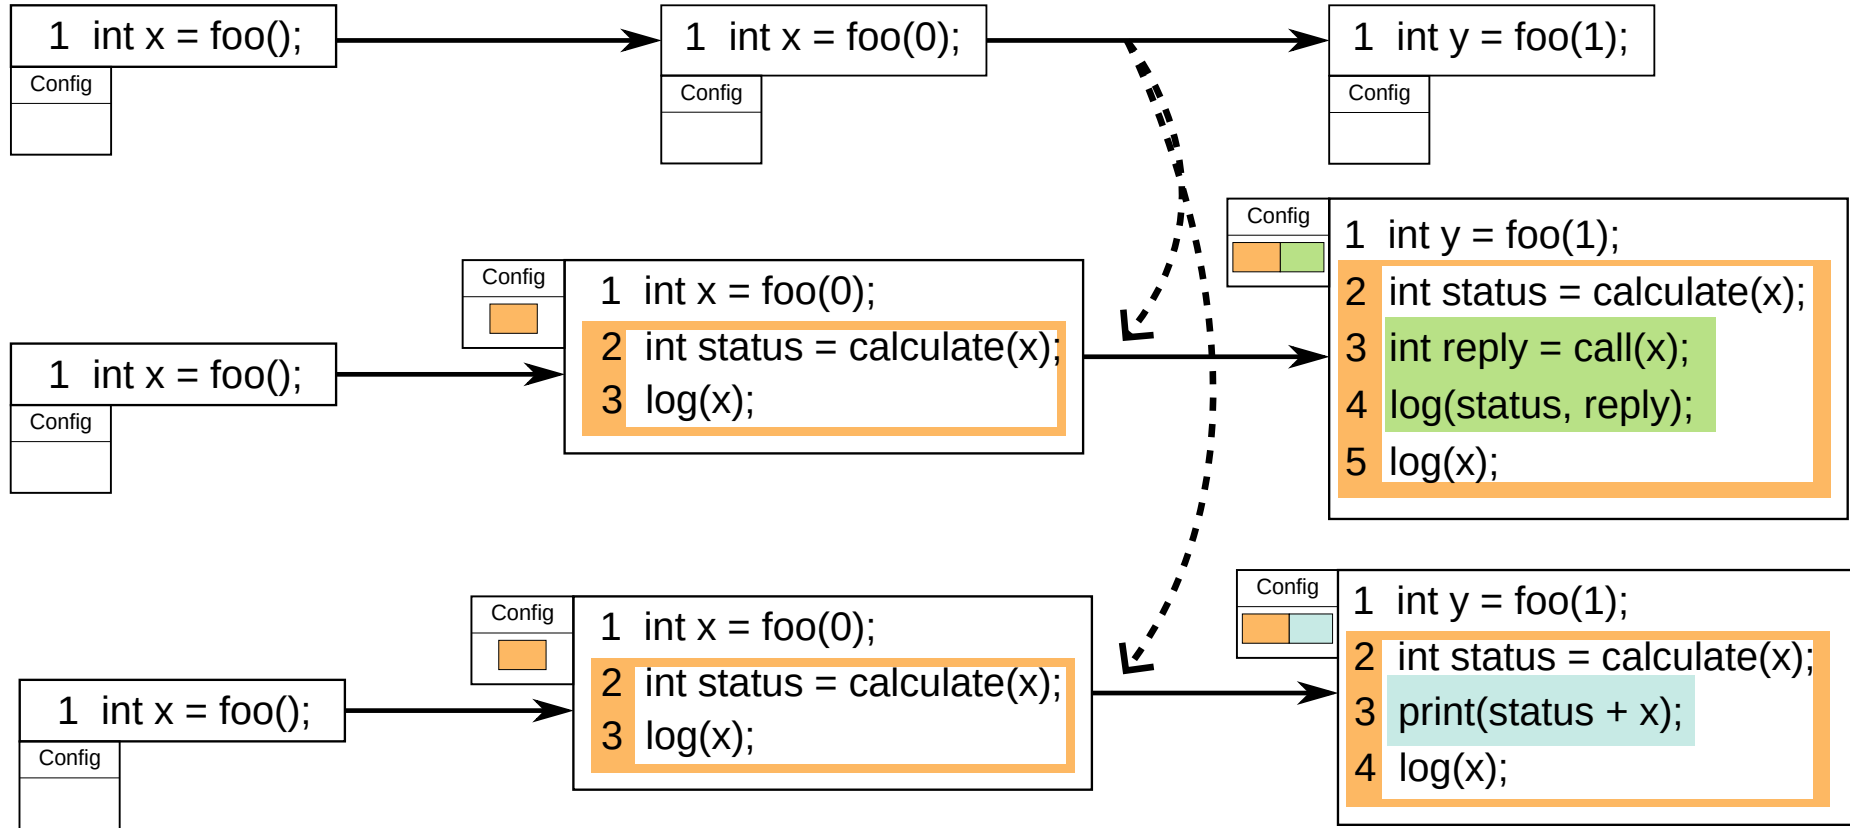 1 int x = foo();
Config
1 int x = foo(0);
Config
1 int y = foo(1);
Config
1 int x = foo();
Config
Config
1 int x = foo(0);
2 int status = calculate(x);
3 log(x);
Config
1 int y = foo(1);
2 int status = calculate(x);
3 int reply = call(x);
4 log(status, reply);
5 log(x);
1 int x = foo();
Config
Config
1 int x = foo(0);
2 int status = calculate(x);
3 log(x);
Config
1 int y = foo(1);
2 int status = calculate(x);
3 print(status + x);
4 log(x);